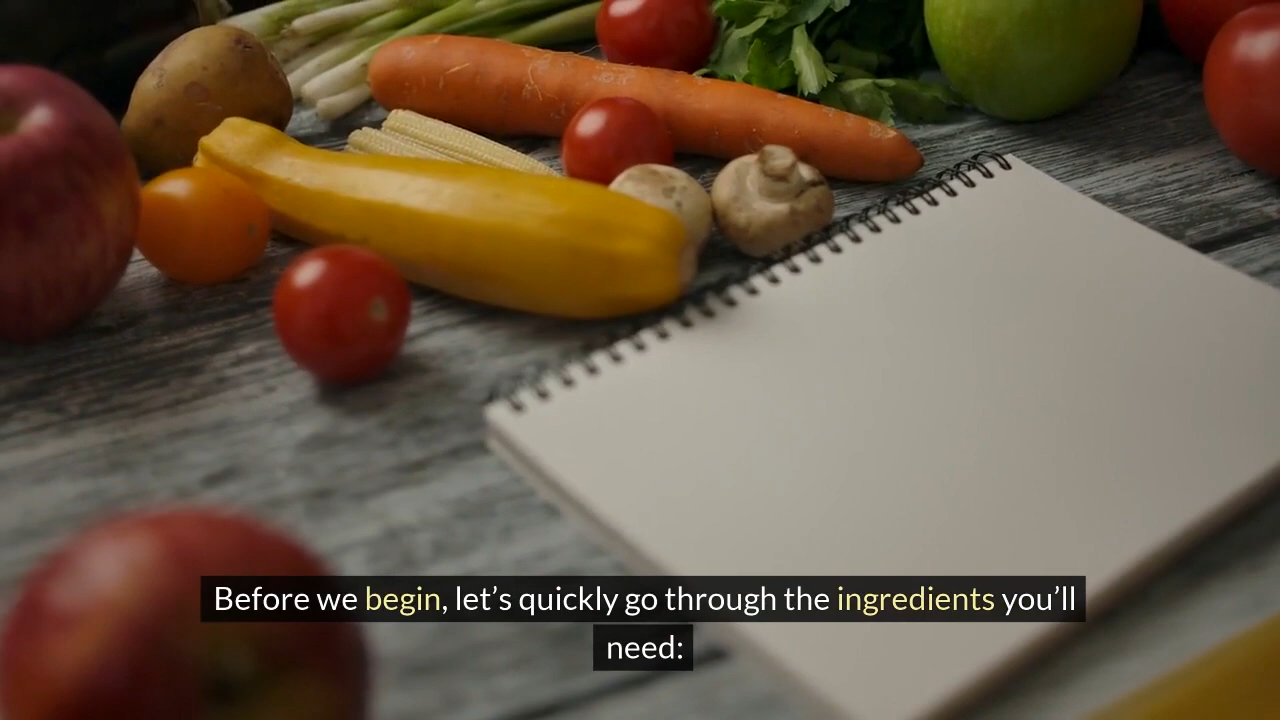 Before we begin, let’s quickly go through the ingredients you’ll
need: